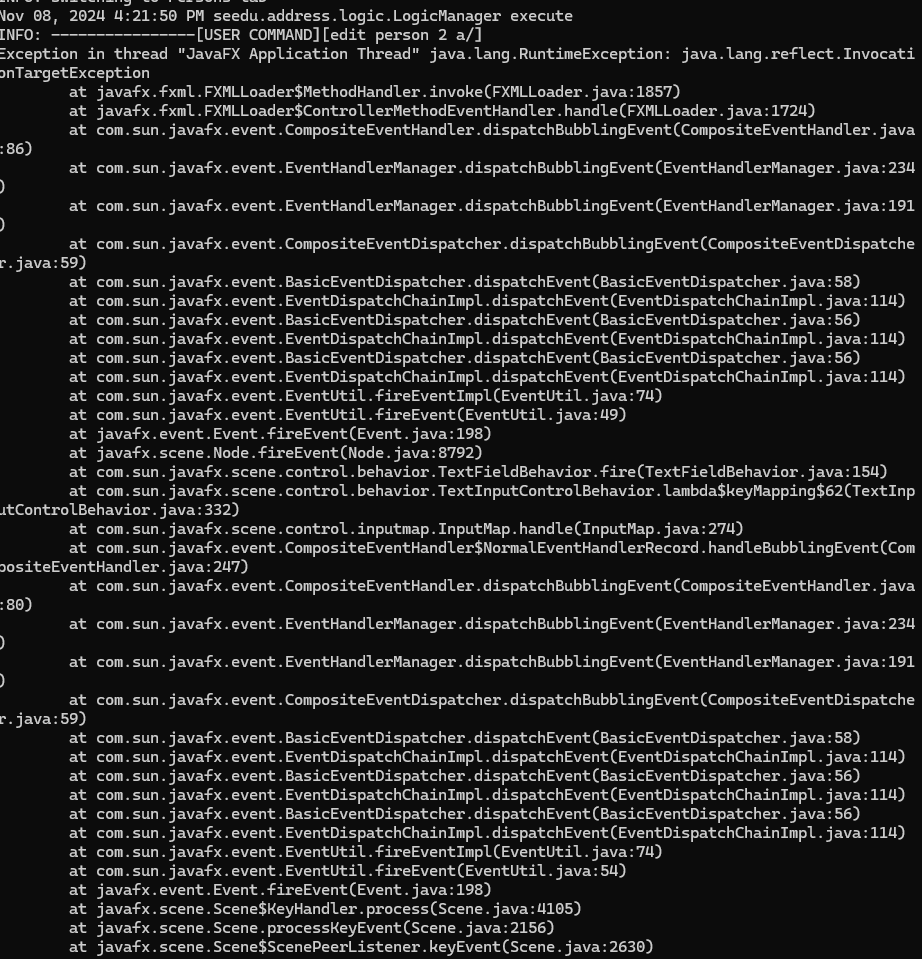 INFO: Switching to Persons tab
Nov 08, 2024 4:21:50 PM seedu.address.logic.LogicManager execute
INFO: ----------------[USER COMMAND][edit person 2 a/]
Exception in thread "JavaFX Application Thread" java.lang.RuntimeException: java.lang.reflect.Invocati
onTargetException
at javafx.fxml.FXMLLoader$MethodHandler.invoke(FXMLLoader.java:1857)
at javafx.fxml.FXMLLoader$ControllerMethodEventHandler.handle(FXMLLoader.java:1724)
at com.sun.javafx.event.CompositeEventHandler.dispatchBubblingEvent(CompositeEventHandler.java
:86)
at com.sun.javafx.event.EventHandlerManager.dispatchBubblingEvent(EventHandlerManager.java:234
)
at com.sun.javafx.event.EventHandlerManager.dispatchBubblingEvent(EventHandlerManager.java:191
)
at com.sun.javafx.event.CompositeEventDispatcher.dispatchBubblingEvent(CompositeEventDispatche
r.java:59)
at com.sun.javafx.event.BasicEventDispatcher.dispatchEvent(BasicEventDispatcher.java:58)
at com.sun.javafx.event.EventDispatchChainImpl.dispatchEvent(EventDispatchChainImpl.java:114)
at com.sun.javafx.event.BasicEventDispatcher.dispatchEvent(BasicEventDispatcher.java:56)
at com.sun.javafx.event.EventDispatchChainImpl.dispatchEvent(EventDispatchChainImpl.java:114)
at com.sun.javafx.event.BasicEventDispatcher.dispatchEvent(BasicEventDispatcher.java:56)
at com.sun.javafx.event.EventDispatchChainImpl.dispatchEvent(EventDispatchChainImpl.java:114)
at com.sun.javafx.event.EventUtil.fireEventImpl(EventUtil.java:74)
at com.sun.javafx.event.EventUtil.fireEvent(EventUtil.java:49)
at javafx.event.Event.fireEvent(Event.java:198)
at javafx.scene.Node.fireEvent(Node.java:8792)
at com.sun.javafx.scene.control.behavior.TextFieldBehavior.fire(TextFieldBehavior.java:154)
at com.sun.javafx.scene.control.behavior.TextInputControlBehavior.lambda$keyMapping$62(TextInp
utControlBehavior.java:332)
at com.sun.javafx.scene.control.inputmap.InputMap.handle(InputMap.java:274)
at com.sun.javafx.event.CompositeEventHandler$NormalEventHandlerRecord.handleBubblingEvent(Com
positeEventHandler.java:247)
at com.sun.javafx.event.CompositeEventHandler.dispatchBubblingEvent(CompositeEventHandler.java
:80)
at com.sun.javafx.event.EventHandlerManager.dispatchBubblingEvent(EventHandlerManager.java:234
)
at com.sun.javafx.event.EventHandlerManager.dispatchBubblingEvent(EventHandlerManager.java:191
)
at com.sun.javafx.event.CompositeEventDispatcher.dispatchBubblingEvent(CompositeEventDispatche
r.java:59)
at com.sun.javafx.event.BasicEventDispatcher.dispatchEvent(BasicEventDispatcher.java:58)
at com.sun.javafx.event.EventDispatchChainImpl.dispatchEvent(EventDispatchChainImpl.java:114)
at com.sun.javafx.event.BasicEventDispatcher.dispatchEvent(BasicEventDispatcher.java:56)
at com.sun.javafx.event.EventDispatchChainImpl.dispatchEvent(EventDispatchChainImpl.java:114)
at com.sun.javafx.event.BasicEventDispatcher.dispatchEvent(BasicEventDispatcher.java:56)
at com.sun.javafx.event.EventDispatchChainImpl.dispatchEvent(EventDispatchChainImpl.java:114)
at com.sun.javafx.event.EventUtil.fireEventImpl(EventUtil.java:74)
at com.sun.javafx.event.EventUtil.fireEvent(EventUtil.java:54)
at javafx.event.Event.fireEvent(Event.java:198)
at javafx.scene.Scene$KeyHandler.process(Scene.java:4105)
at javafx.scene.Scene.processKeyEvent(Scene.java:2156)
at javafx.scene.Scene$ScenePeerListener.keyEvent(Scene.java:2630)